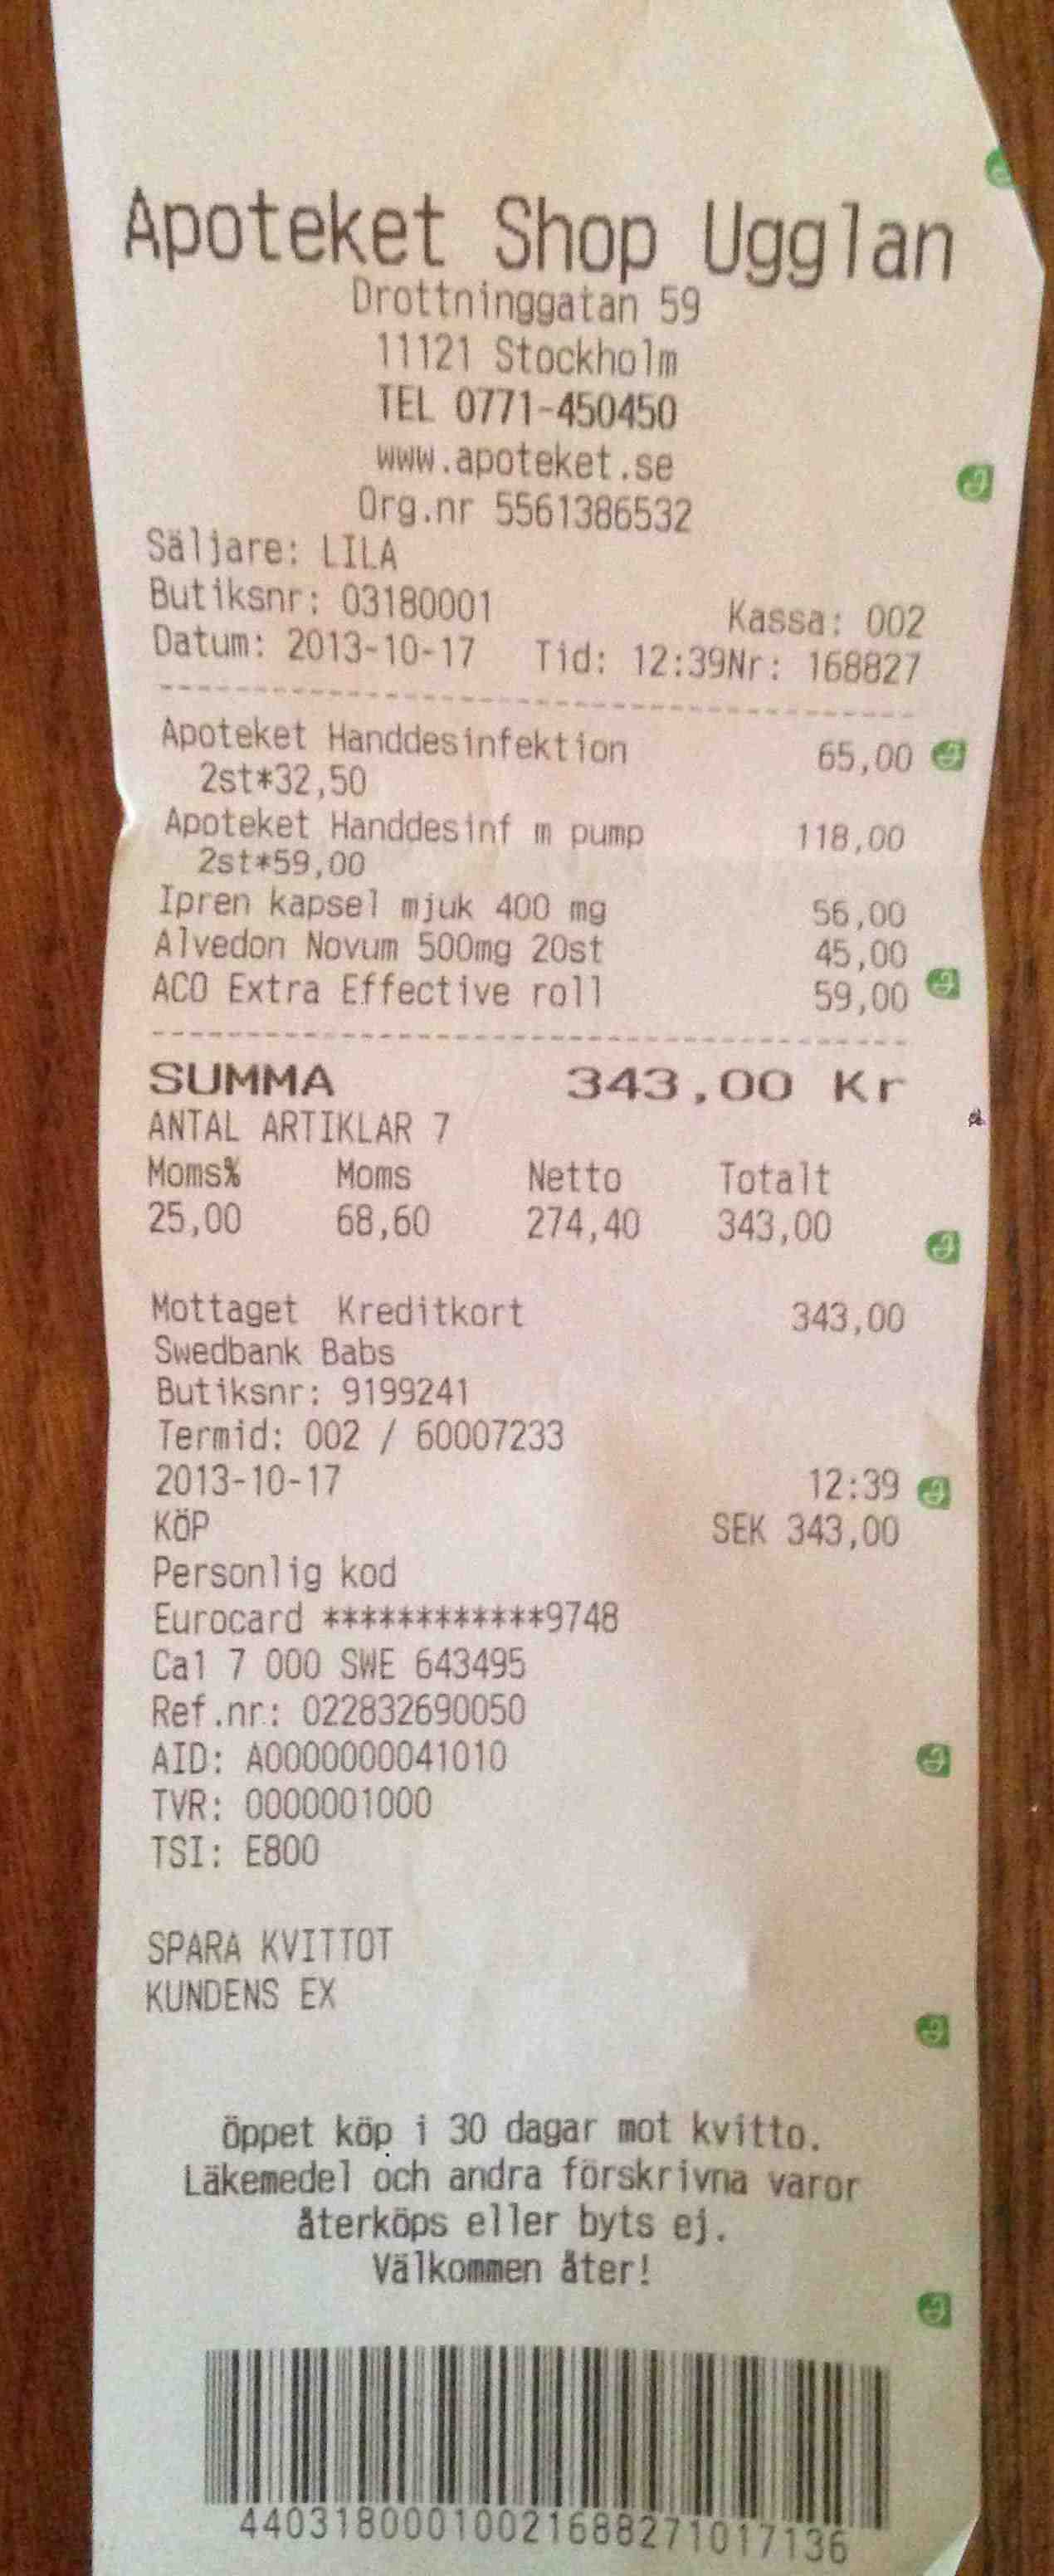 Apoteket Shop Ugglan
Drottninggatan 59
11121 Stockholm
TEL 0771-450450
www.apoteket.se
Org.nr 5561386532
Säljare: LILA
Butiksnr: 03180001 Kassa: 002
Datum: 2013-10-17 Tid: 12:39Nr: 168827
Apoteket Handdesinfektion 65,00
2st*32,50
Apoteket Handdesinf m pump 118,00
2st*59,00
Ipren kapsel mjuk 400 mg 56,00
Alvedon Novum 500mg 20st 45,00
ACO Extra Effective roll 59,00
SUMMA 343,00 Kr
ANTAL ARTIKLAR 7
Moms% Moms Netto Totalt
25,00 68,60 274,40 343,00
Mottaget Kreditkort 343,00
Swedbank Babs
Butiksnr: 9199241
Termid: 002 / 60007233
2013-10-17 12:39
KÖP SEK 343,00
Personlig kod
Eurocard ************9748
Ca1 7 000 SWE 643495
Ref.nr: 022832690050
AID: A0000000041010
TVR: 0000001000
TSI: E800
SPARA KVITTOT
KUNDENS EX
Öppet köp i 30 dagar mot kvitto.
Läkemedel och andra förskrivna varor
återköps eller byts ej.
Välkommen åter!
44031800010021688271017136